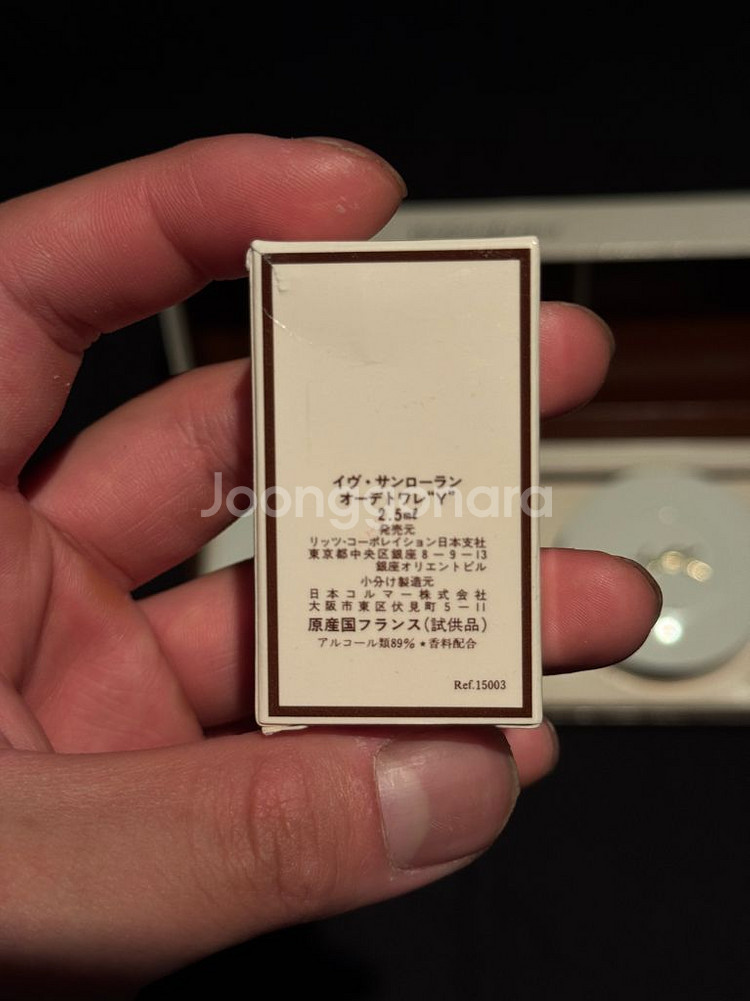 イヴ・サンローラン
オーデトワレ"Y"
2.5㎖
発売元
リッツ・コーポレイション日本支社
東京都中央区銀座8-9-13
銀座オリエントビル
小分け製造元
日本コルマー株式会社
大阪市東区伏見町5-11
原産国フランス(試供品)
アルコール類89%・香料配合
Ref.15003
Joonggonara